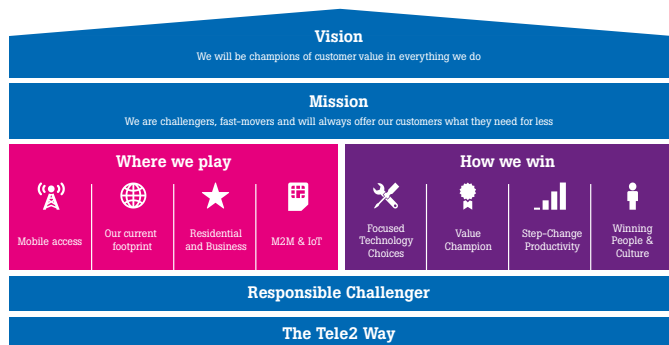 Vision
We will be champions of customer value in everything we do
Mission
We are challengers, fast-movers and will always offer our customers what they need for less
Where we play
Mobile access
Our current
footprint
Residential
and Business
M2M & IoT
How we win
Focused
Technology
Choices
Value
Champion
Step-Change
Productivity
Winning
People &
Culture
Responsible Challenger
The Tele2 Way